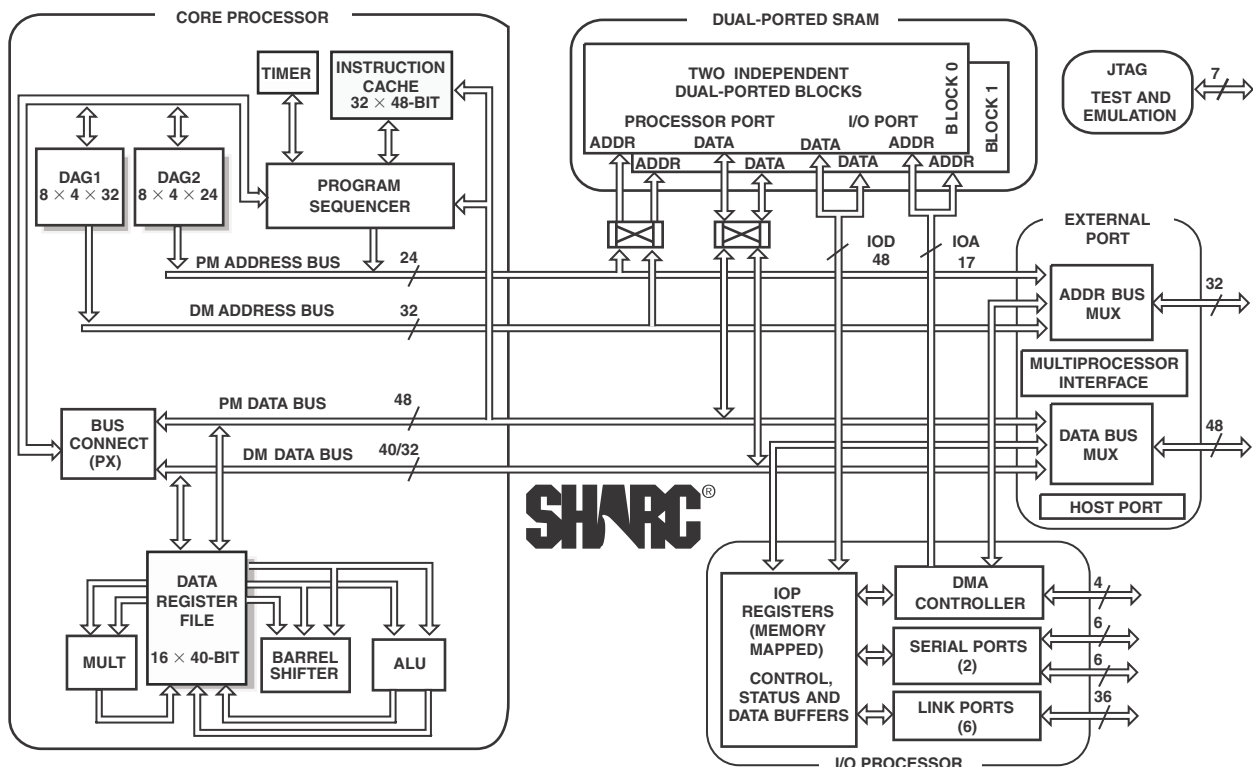 CORE PROCESSOR
TIMER
INSTRUCTION
CACHE
32 × 48-BIT
DAG1
8 × 4 × 32
DAG2
8 × 4 × 24
PROGRAM
SEQUENCER
PM ADDRESS BUS
24
DM ADDRESS BUS
32
PM DATA BUS
48
DM DATA BUS
40/32
BUS
CONNECT
(PX)
DATA
REGISTER
FILE
16 × 40-BIT
MULT
BARREL
SHIFTER
ALU
DUAL-PORTED SRAM
TWO INDEPENDENT
DUAL-PORTED BLOCKS
PROCESSOR PORT
I/O PORT
ADDR
DATA
DATA
ADDR
ADDR
DATA
DATA
ADDR
BLOCK 0
BLOCK 1
JTAG
TEST AND
EMULATION
7
IOD
48
IOA
17
EXTERNAL
PORT
ADDR BUS
MUX
32
MULTIPROCESSOR
INTERFACE
DATA BUS
MUX
48
HOST PORT
SHARC®
IOP
REGISTERS
(MEMORY
MAPPED)
CONTROL,
STATUS AND
DATA BUFFERS
DMA
CONTROLLER
4
SERIAL PORTS
(2)
6
6
LINK PORTS
(6)
36
I/O PROCESSOR